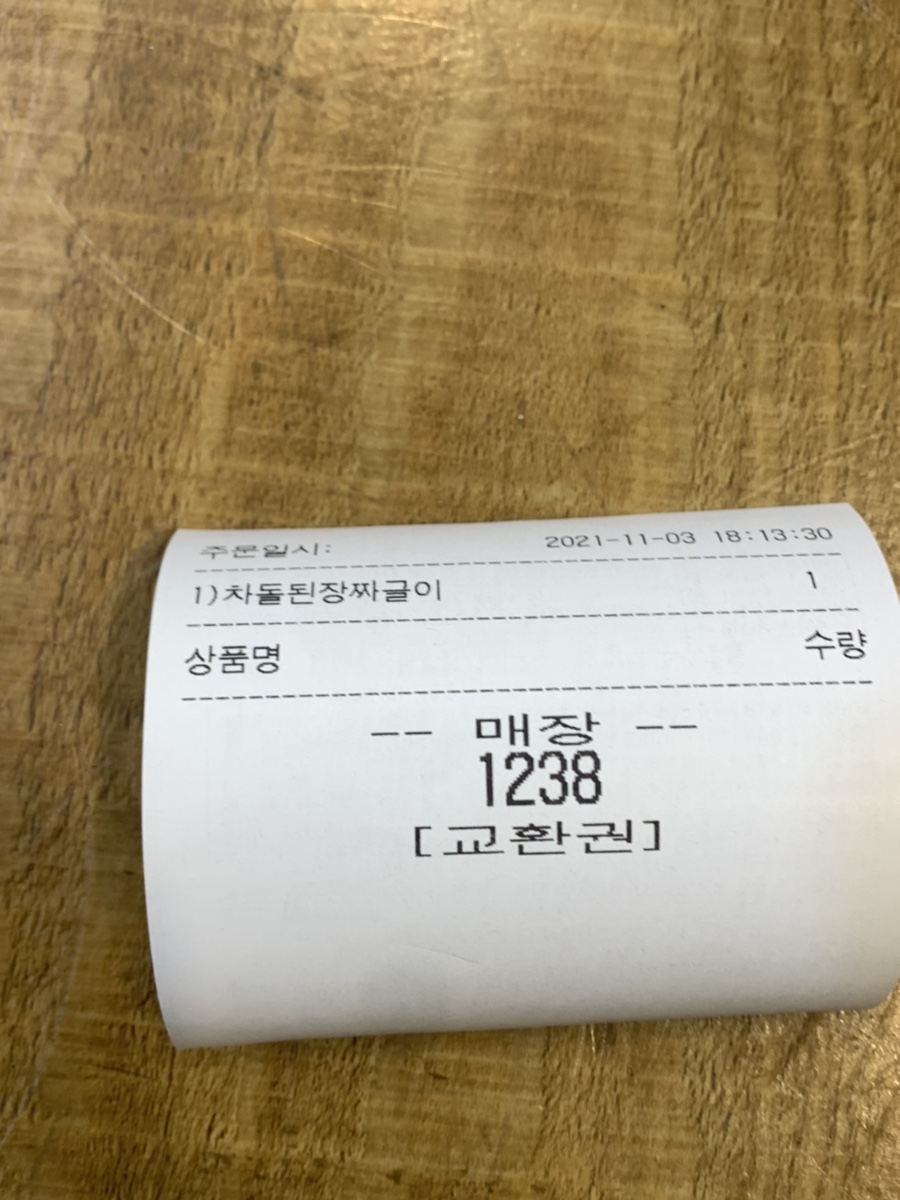 주문일시: 2021-11-03 18:13:30
1)차돌된장짜글이 1
상품명 수량
-- 매장 --
1238
[교환권]